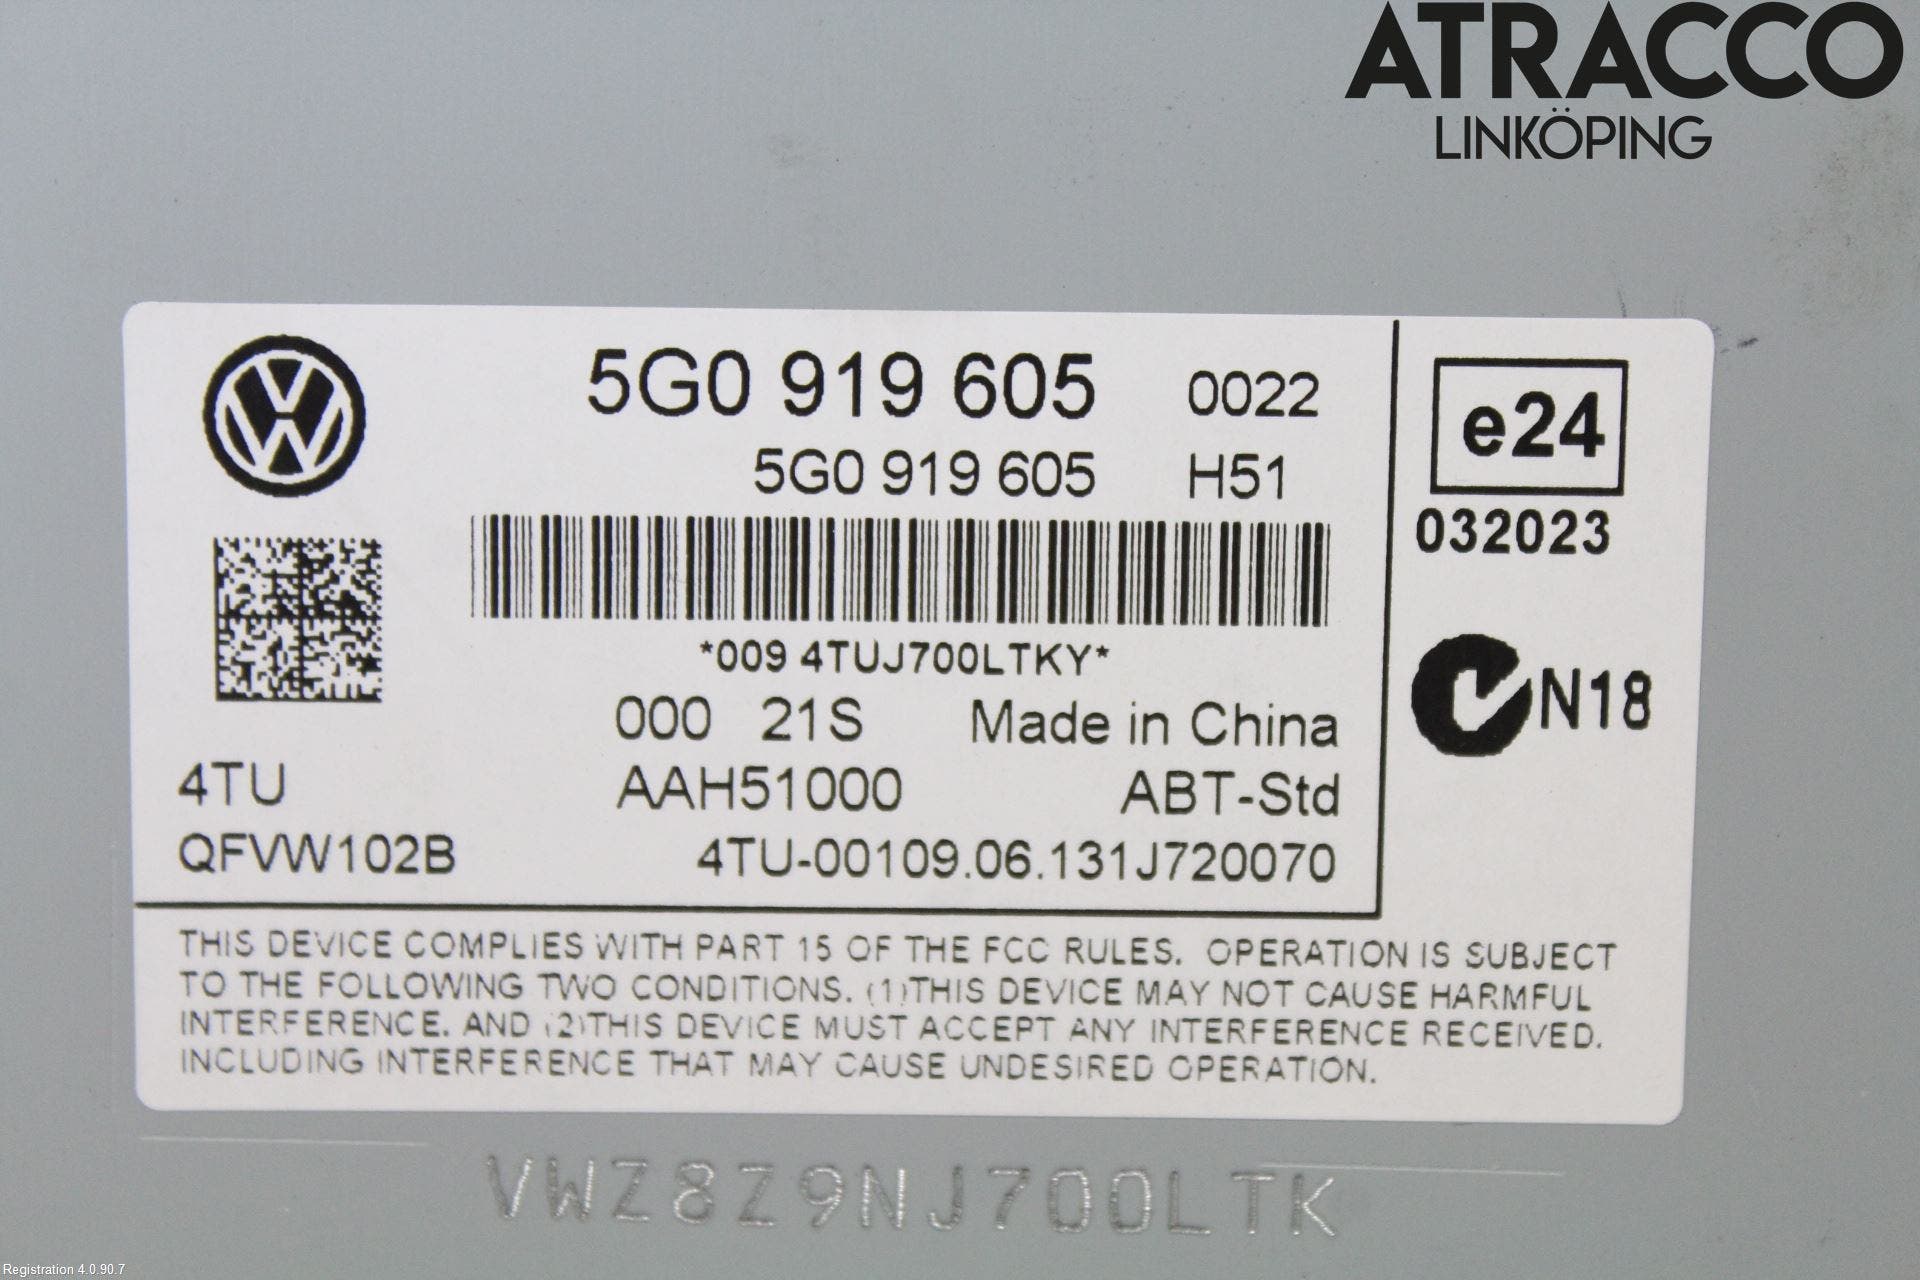 ATRACCO
LINKÖPING
5G0 919 605 0022
5G0 919 605 H51
*009 4TUJ700LTKY*
000 21S Made in China
4TU AAH51000 ABT-Std
QFVW102B 4TU-00109.06.131J720070
e24
032023
N18
THIS DEVICE COMPLIES WITH PART 15 OF THE FCC RULES. OPERATION IS SUBJECT
TO THE FOLLOWING TWO CONDITIONS. (1)THIS DEVICE MAY NOT CAUSE HARMFUL
INTERFERENCE. AND (2)THIS DEVICE MUST ACCEPT ANY INTERFERENCE RECEIVED.
INCLUDING INTERFERENCE THAT MAY CAUSE UNDESIRED OPERATION.
VWZ8Z9NJ700LTK
Registration 4.0.90.7